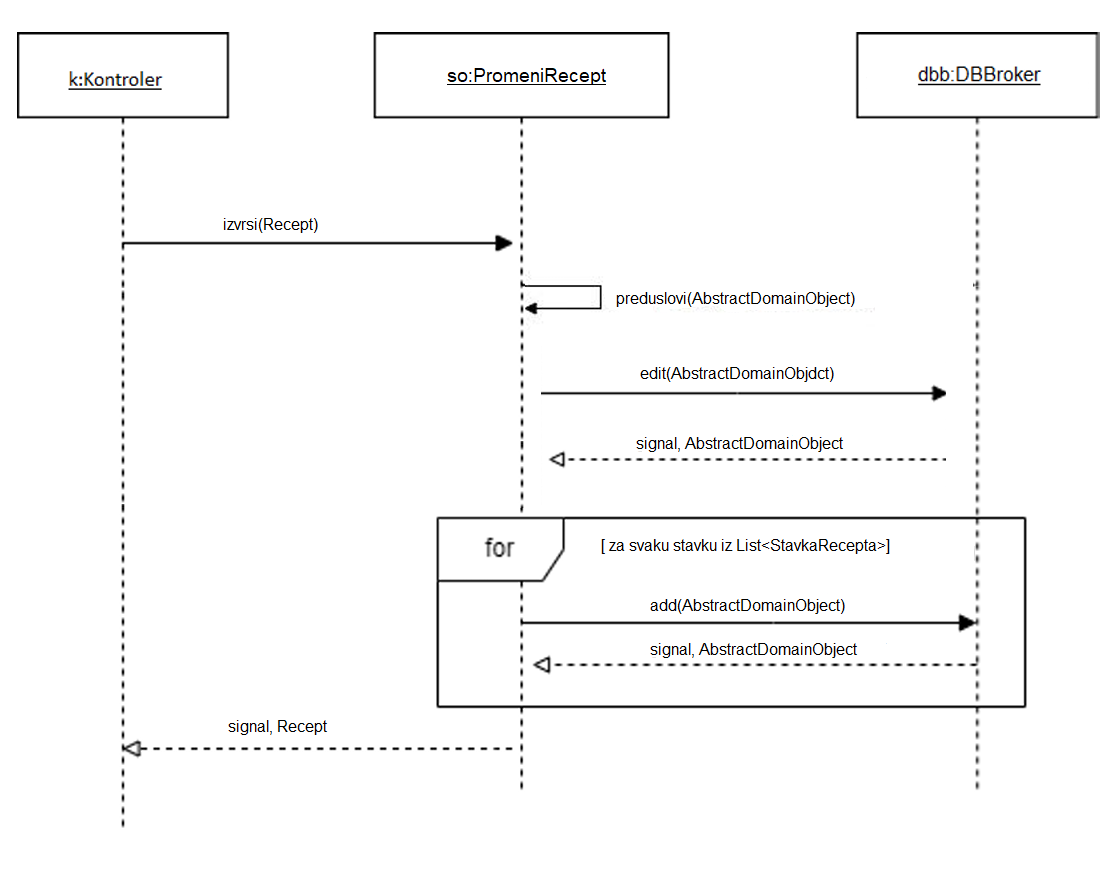 k:Kontroler
so:PromeniRecept
dbb:DBBroker
izvrsi(Recept)
preduslovi(AbstractDomainObject)
edit(AbstractDomainObjdct)
signal, AbstractDomainObject
for
[ za svaku stavku iz List<StavkaRecepta>]
add(AbstractDomainObject)
signal, AbstractDomainObject
signal, Recept